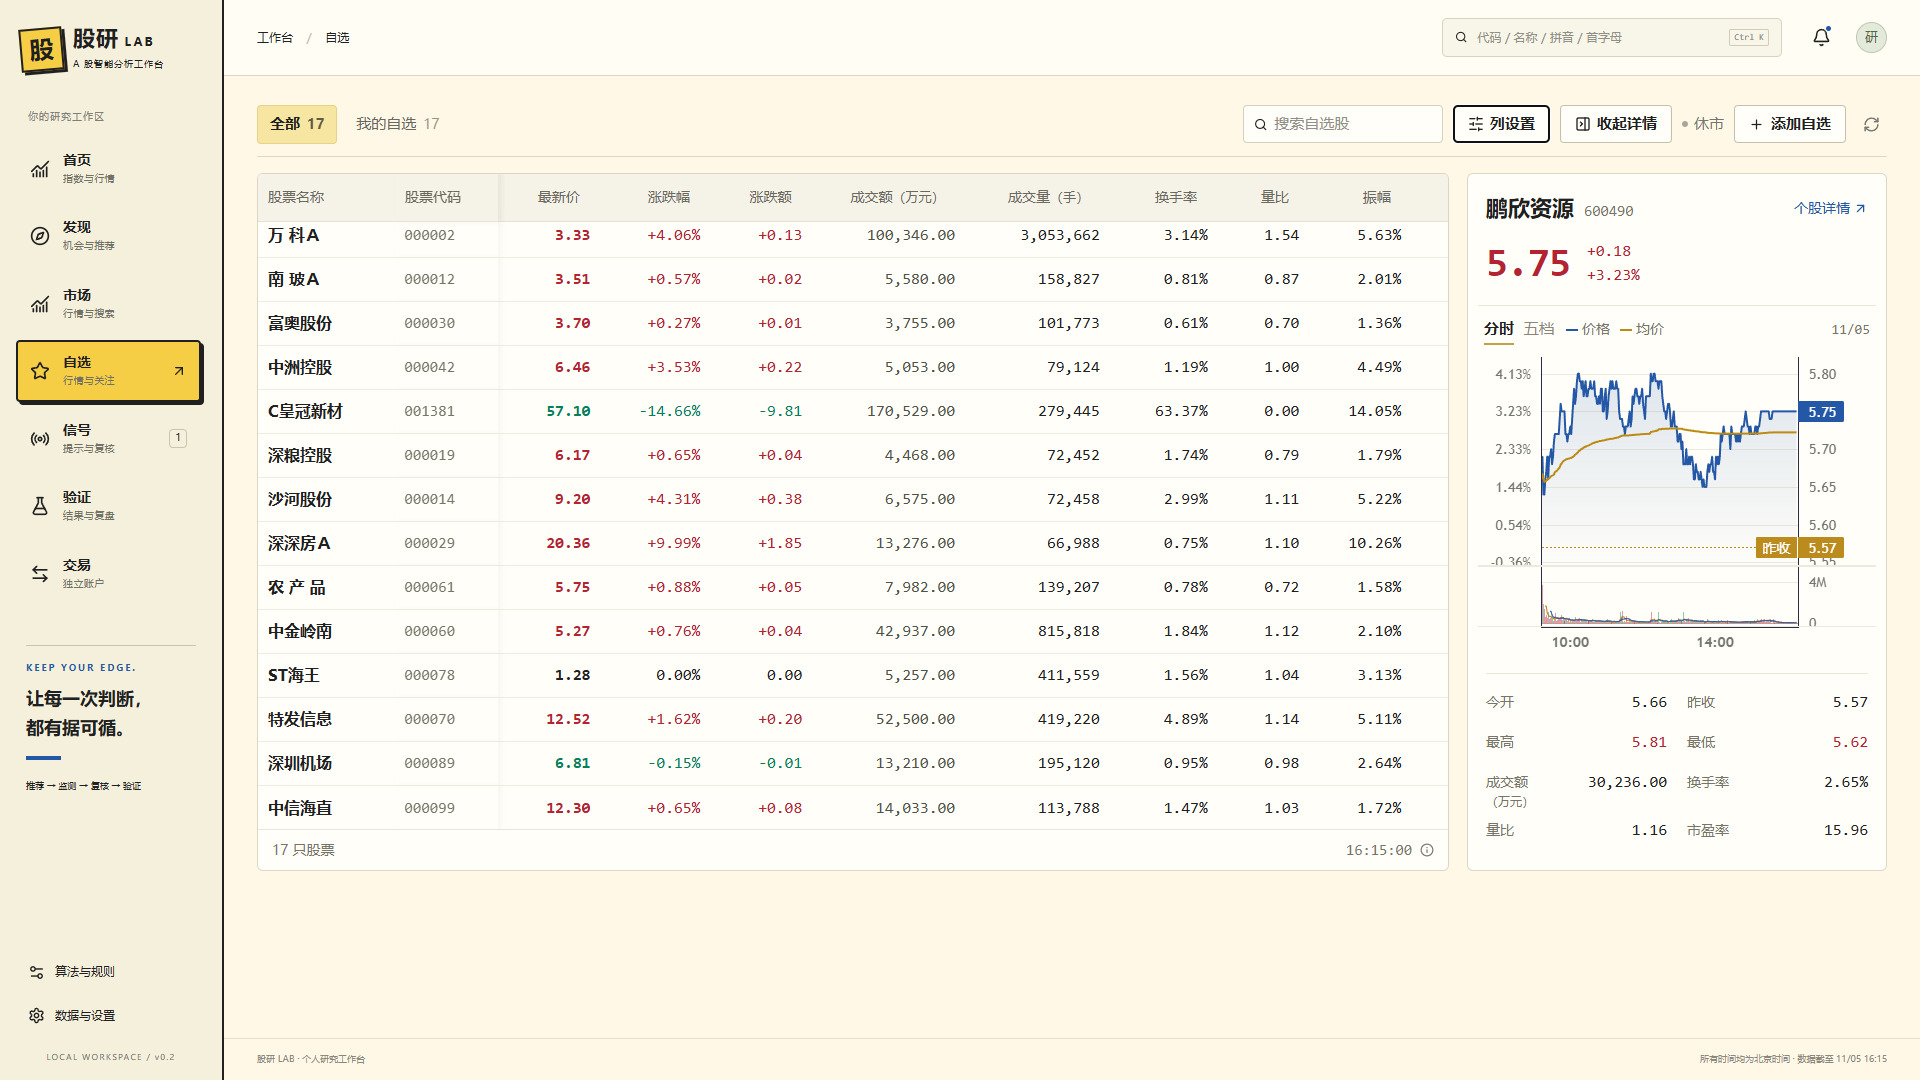 股 股研 LAB
A 股智能分析工作台
你的研究工作区
首页
指数与行情
发现
机会与推荐
市场
行情与搜索
自选
行情与关注
信号
提示与复核
1
验证
结果与复盘
交易
独立账户
KEEP YOUR EDGE.
让每一次判断,
都有据可循。
推荐 → 监测 → 复核 → 验证
算法与规则
数据与设置
LOCAL WORKSPACE / v0.2
工作台 / 自选
代码 / 名称 / 拼音 / 首字母 Ctrl K
研
全部 17 我的自选 17
搜索自选股 列设置 收起详情 休市 添加自选
股票名称 股票代码 最新价 涨跌幅 涨跌额 成交额 (万元) 成交量 (手) 换手率 量比 振幅
万 科A 000002 3.33 +4.06% +0.13 100,346.00 3,053,662 3.14% 1.54 5.63%
南 玻A 000012 3.51 +0.57% +0.02 5,580.00 158,827 0.81% 0.87 2.01%
富奥股份 000030 3.70 +0.27% +0.01 3,755.00 101,773 0.61% 0.70 1.36%
中洲控股 000042 6.46 +3.53% +0.22 5,053.00 79,124 1.19% 1.00 4.49%
C皇冠新材 001381 57.10 -14.66% -9.81 170,529.00 279,445 63.37% 0.00 14.05%
深粮控股 000019 6.17 +0.65% +0.04 4,468.00 72,452 1.74% 0.79 1.79%
沙河股份 000014 9.20 +4.31% +0.38 6,575.00 72,458 2.99% 1.11 5.22%
深深房A 000029 20.36 +9.99% +1.85 13,276.00 66,988 0.75% 1.10 10.26%
农 产 品 000061 5.75 +0.88% +0.05 7,982.00 139,207 0.78% 0.72 1.58%
中金岭南 000060 5.27 +0.76% +0.04 42,937.00 815,818 1.84% 1.12 2.10%
ST海王 000078 1.28 0.00% 0.00 5,257.00 411,559 1.56% 1.04 3.13%
特发信息 000070 12.52 +1.62% +0.20 52,500.00 419,220 4.89% 1.14 5.11%
深圳机场 000089 6.81 -0.15% -0.01 13,210.00 195,120 0.95% 0.98 2.64%
中信海直 000099 12.30 +0.65% +0.08 14,033.00 113,788 1.47% 1.03 1.72%
17 只股票 16:15:00
鹏欣资源 600490 个股详情
5.75 +0.18
+3.23%
分时 五档 价格 均价 11/05
4.13% 5.80
3.23% 5.75
2.33% 5.70
1.44% 5.65
0.54% 5.60
昨收 5.57
-0.36% 5.55
4M
0
10:00 14:00
今开 5.66 昨收 5.57
最高 5.81 最低 5.62
成交额 30,236.00 换手率 2.65%
(万元)
量比 1.16 市盈率 15.96
股研 LAB · 个人研究工作台
所有时间均为北京时间 · 数据截至 11/05 16:15